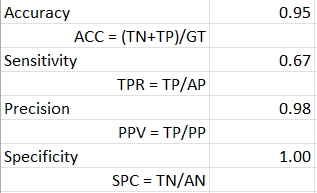 Accuracy 0.95
ACC = (TN+TP)/GT
Sensitivity 0.67
TPR = TP/AP
Precision 0.98
PPV = TP/PP
Specificity 1.00
SPC = TN/AN